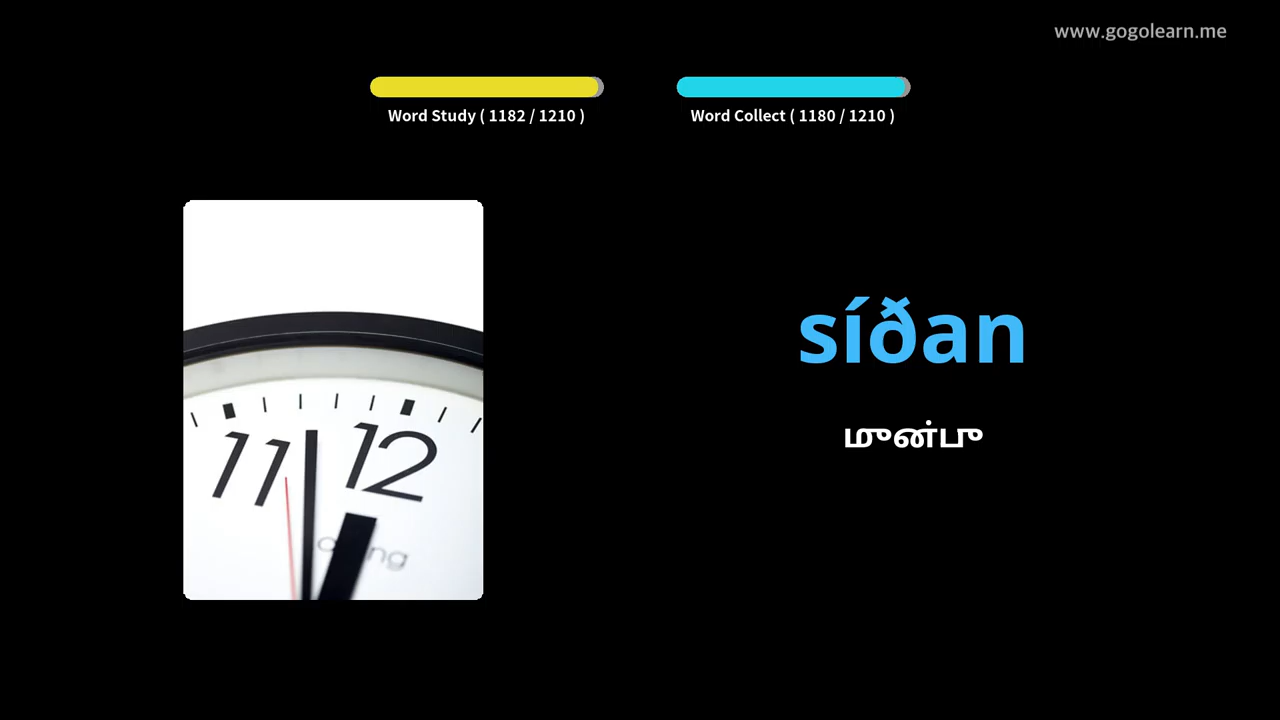 www.gogolearn.me
Word Study ( 1182 / 1210 )
Word Collect ( 1180 / 1210 )
11 12
síðan
முன்பு